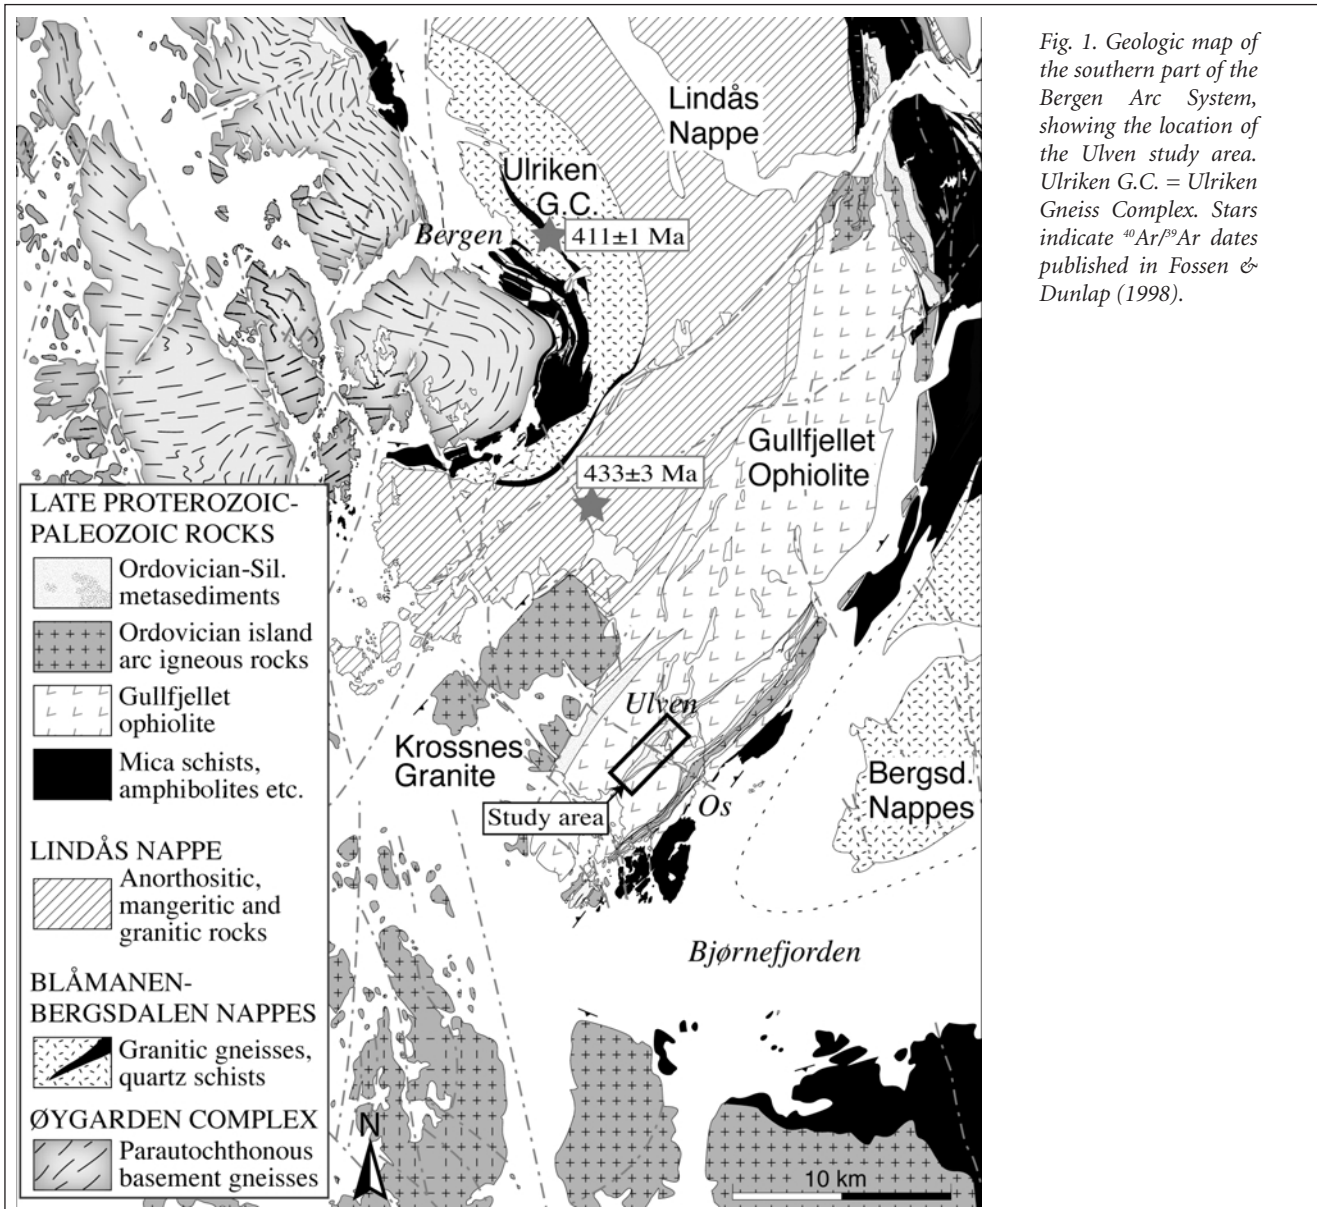 Fig. 1. Geologic map of
the southern part of the
Bergen Arc System,
showing the location of
the Ulven study area.
Ulriken G.C. = Ulriken
Gneiss Complex. Stars
indicate ⁴⁰Ar/³⁹Ar dates
published in Fossen &
Dunlap (1998).
Lindås
Nappe
Ulriken
G.C.
Bergen
411±1 Ma
Gullfjellet
Ophiolite
433±3 Ma
Ulven
Krossnes
Granite
Study area
Os
Bergsd.
Nappes
Bjørnefjorden
N
10 km
LATE PROTEROZOIC-
PALEOZOIC ROCKS
Ordovician-Sil.
metasediments
Ordovician island
arc igneous rocks
Gullfjellet
ophiolite
Mica schists,
amphibolites etc.
LINDÅS NAPPE
Anorthositic,
mangeritic and
granitic rocks
BLÅMANEN-
BERGSDALEN NAPPES
Granitic gneisses,
quartz schists
ØYGARDEN COMPLEX
Parautochthonous
basement gneisses